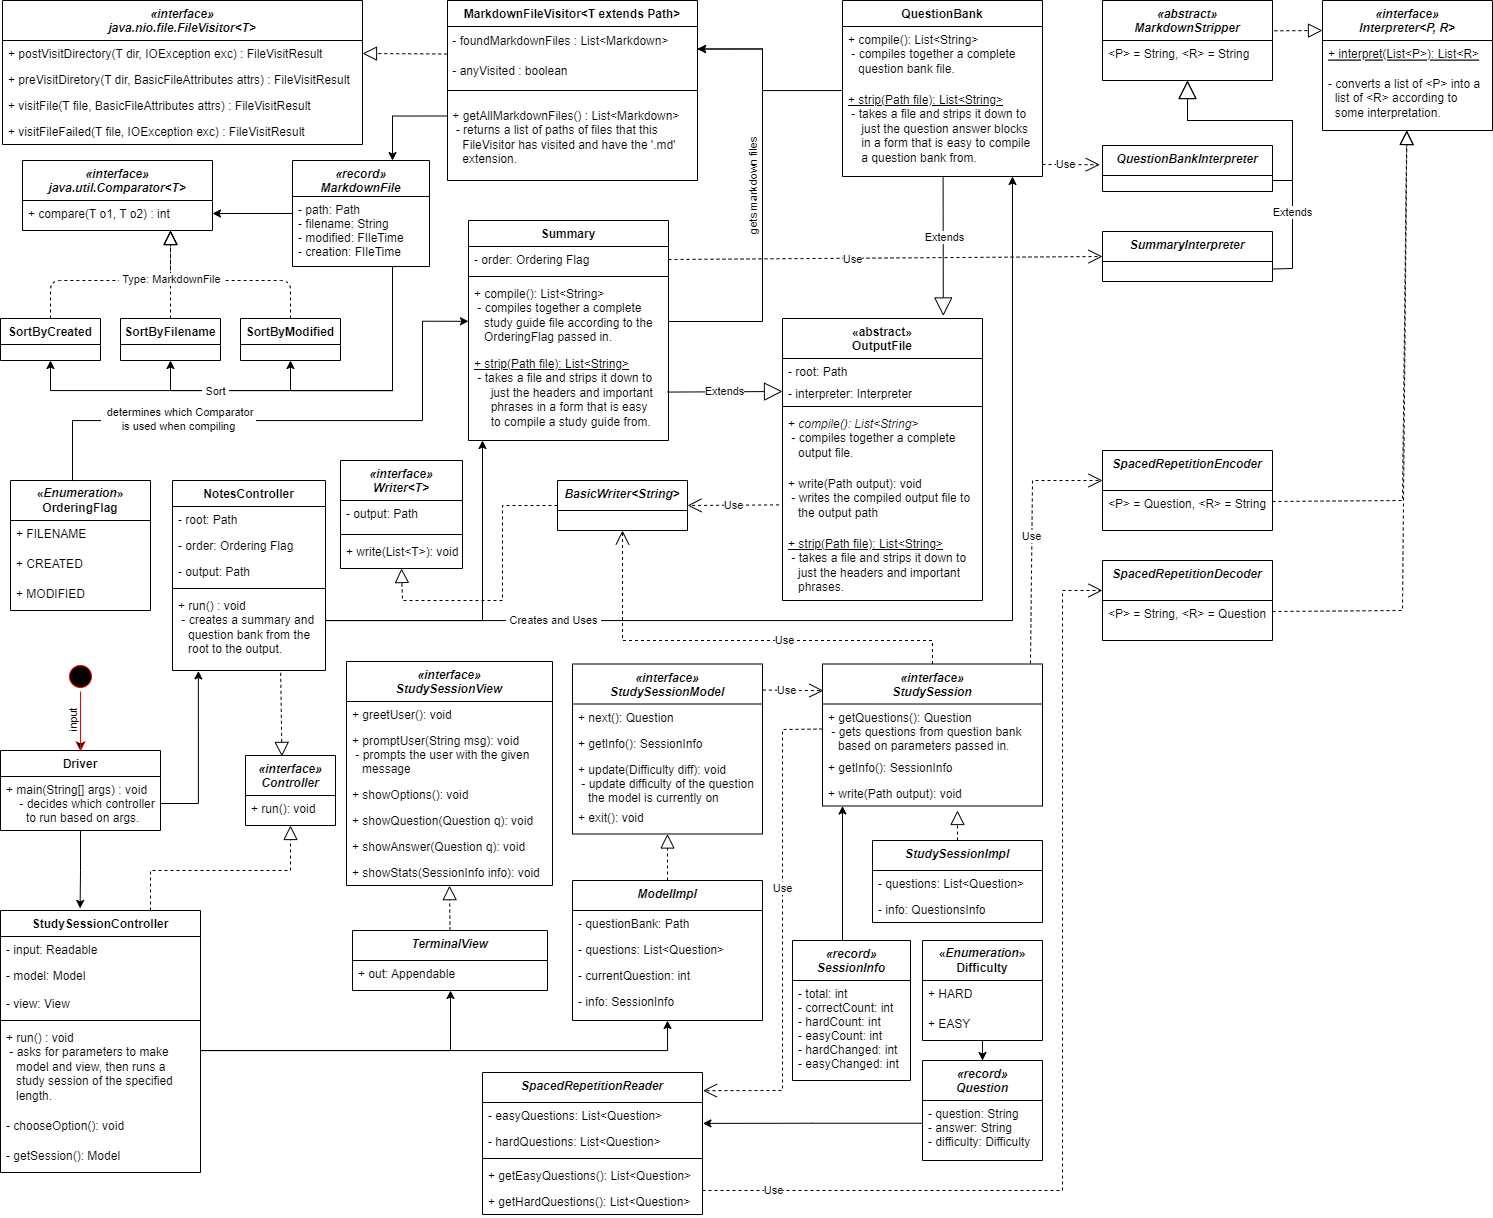 «interface»
java.nio.file.FileVisitor<T>
+ postVisitDirectory(T dir, IOException exc) : FileVisitResult
+ preVisitDiretory(T dir, BasicFileAttributes attrs) : FileVisitResult
+ visitFile(T file, BasicFileAttributes attrs) : FileVisitResult
+ visitFileFailed(T file, IOException exc) : FileVisitResult
MarkdownFileVisitor<T extends Path>
- foundMarkdownFiles : List<Markdown>
- anyVisited : boolean
+ getAllMarkdownFiles() : List<Markdown>
- returns a list of paths of files that this
FileVisitor has visited and have the '.md'
extension.
QuestionBank
+ compile(): List<String>
- compiles together a complete
question bank file.
+ strip(Path file): List<String>
- takes a file and strips it down to
just the question answer blocks
in a form that is easy to compile
a question bank from.
«abstract»
MarkdownStripper
<P> = String, <R> = String
«interface»
Interpreter<P, R>
+ interpret(List<P>): List<R>
- converts a list of <P> into a
list of <R> according to
some interpretation.
«interface»
java.util.Comparator<T>
+ compare(T o1, T o2) : int
«record»
MarkdownFile
- path: Path
- filename: String
- modified: FIleTime
- creation: FIleTime
gets markdown files
Use
QuestionBankInterpreter
Extends
SummaryInterpreter
Summary
- order: Ordering Flag
+ compile(): List<String>
- compiles together a complete
study guide file according to the
OrderingFlag passed in.
+ strip(Path file): List<String>
- takes a file and strips it down to
just the headers and important
phrases in a form that is easy
to compile a study guide from.
Use
Extends
Type: MarkdownFile
SortByCreated
SortByFilename
SortByModified
Sort
determines which Comparator
is used when compiling
Extends
«abstract»
OutputFile
- root: Path
- interpreter: Interpreter
+ compile(): List<String>
- compiles together a complete
output file.
+ write(Path output): void
- writes the compiled output file to
the output path
+ strip(Path file): List<String>
- takes a file and strips it down to
just the headers and important
phrases.
«Enumeration»
OrderingFlag
+ FILENAME
+ CREATED
+ MODIFIED
NotesController
- root: Path
- order: Ordering Flag
- output: Path
+ run() : void
- creates a summary and
question bank from the
root to the output.
«interface»
Writer<T>
- output: Path
+ write(List<T>): void
BasicWriter<String>
Use
SpacedRepetitionEncoder
<P> = Question, <R> = String
Use
SpacedRepetitionDecoder
<P> = String, <R> = Question
Creates and Uses
Use
input
Driver
+ main(String[] args) : void
- decides which controller
to run based on args.
«interface»
Controller
+ run(): void
«interface»
StudySessionView
+ greetUser(): void
+ promptUser(String msg): void
- prompts the user with the given
message
+ showOptions(): void
+ showQuestion(Question q): void
+ showAnswer(Question q): void
+ showStats(SessionInfo info): void
«interface»
StudySessionModel
+ next(): Question
+ getInfo(): SessionInfo
+ update(Difficulty diff): void
- update difficulty of the question
the model is currently on
+ exit(): void
Use
«interface»
StudySession
+ getQuestions(): Question
- gets questions from question bank
based on parameters passed in.
+ getInfo(): SessionInfo
+ write(Path output): void
StudySessionImpl
- questions: List<Question>
- info: QuestionsInfo
Use
StudySessionController
- input: Readable
- model: Model
- view: View
+ run() : void
- asks for parameters to make
model and view, then runs a
study session of the specified
length.
- chooseOption(): void
- getSession(): Model
TerminalView
+ out: Appendable
ModelImpl
- questionBank: Path
- questions: List<Question>
- currentQuestion: int
- info: SessionInfo
«record»
SessionInfo
- total: int
- correctCount: int
- hardCount: int
- easyCount: int
- hardChanged: int
- easyChanged: int
«Enumeration»
Difficulty
+ HARD
+ EASY
«record»
Question
- question: String
- answer: String
- difficulty: Difficulty
SpacedRepetitionReader
- easyQuestions: List<Question>
- hardQuestions: List<Question>
+ getEasyQuestions(): List<Question>
+ getHardQuestions(): List<Question>
Use